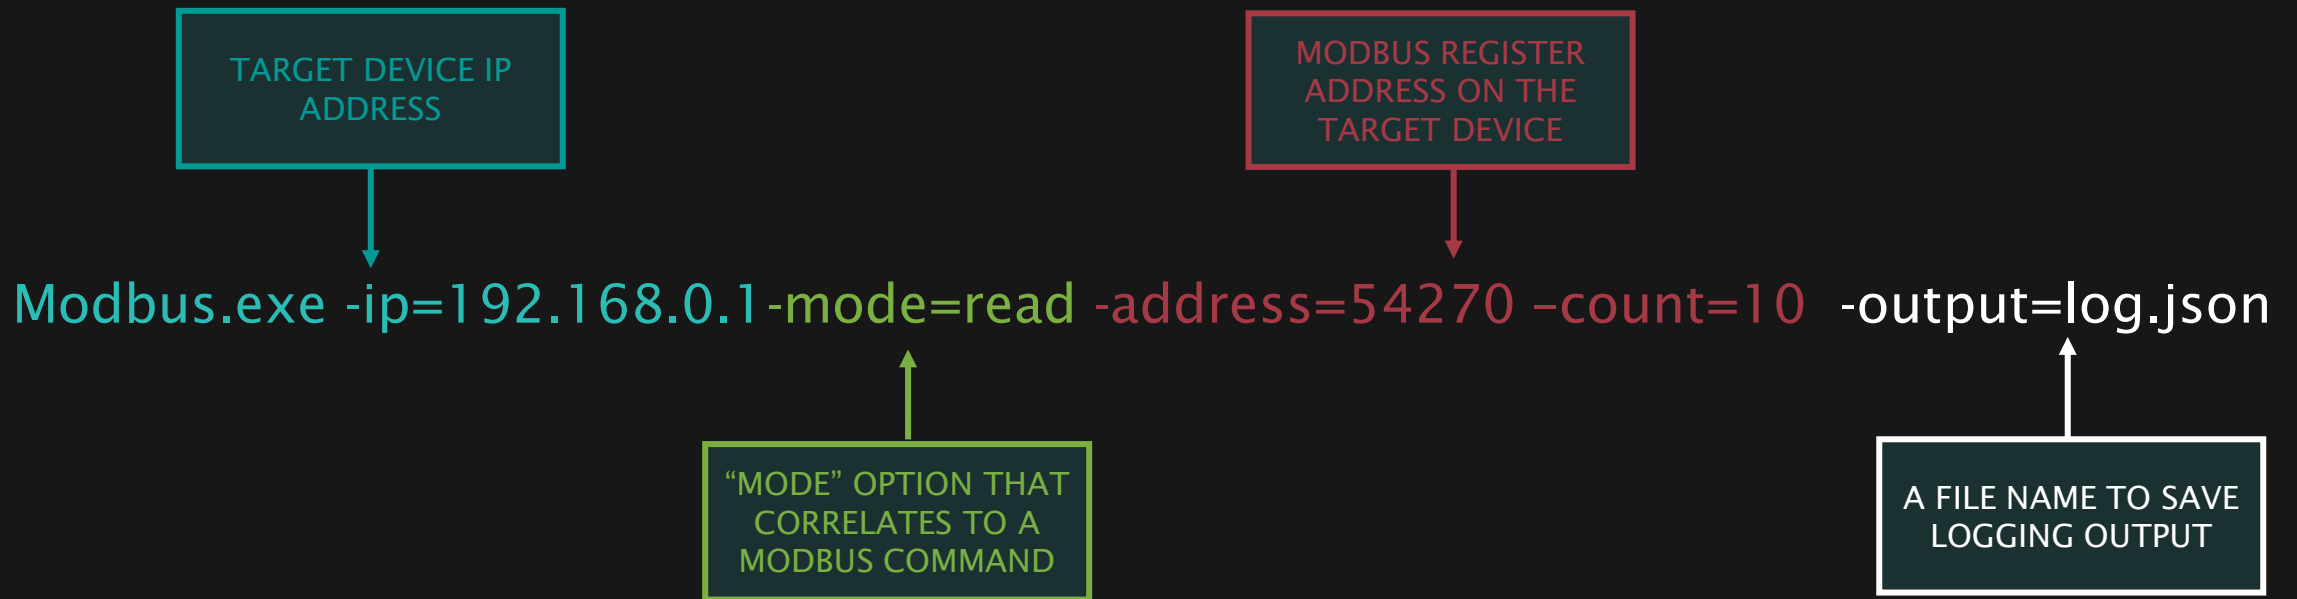 TARGET DEVICE IP
ADDRESS
MODBUS REGISTER
ADDRESS ON THE
TARGET DEVICE
Modbus.exe -ip=192.168.0.1 -mode=read -address=54270 –count=10 -output=log.json
“MODE” OPTION THAT
CORRELATES TO A
MODBUS COMMAND
A FILE NAME TO SAVE
LOGGING OUTPUT